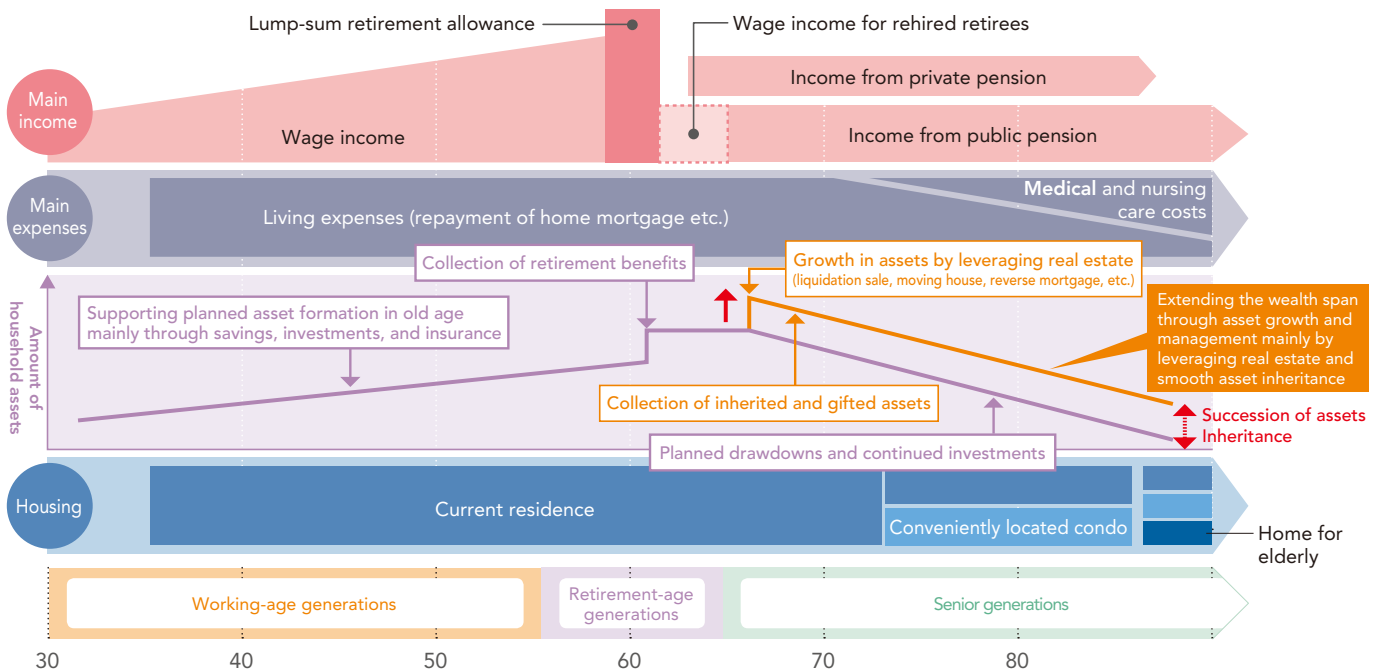 Lump-sum retirement allowance
Wage income for rehired retirees
Main
income
Wage income
Income from private pension
Income from public pension
Main
expenses
Living expenses (repayment of home mortgage etc.)
Medical and nursing
care costs
Amount of
household assets
Collection of retirement benefits
Growth in assets by leveraging real estate
(liquidation sale, moving house, reverse mortgage, etc.)
Supporting planned asset formation in old age
mainly through savings, investments, and insurance
Extending the wealth span
through asset growth and
management mainly by
leveraging real estate and
smooth asset inheritance
Collection of inherited and gifted assets
Succession of assets
Inheritance
Planned drawdowns and continued investments
Housing
Current residence
Conveniently located condo
Home for
elderly
Working-age generations
Retirement-age
generations
Senior generations
30 40 50 60 70 80